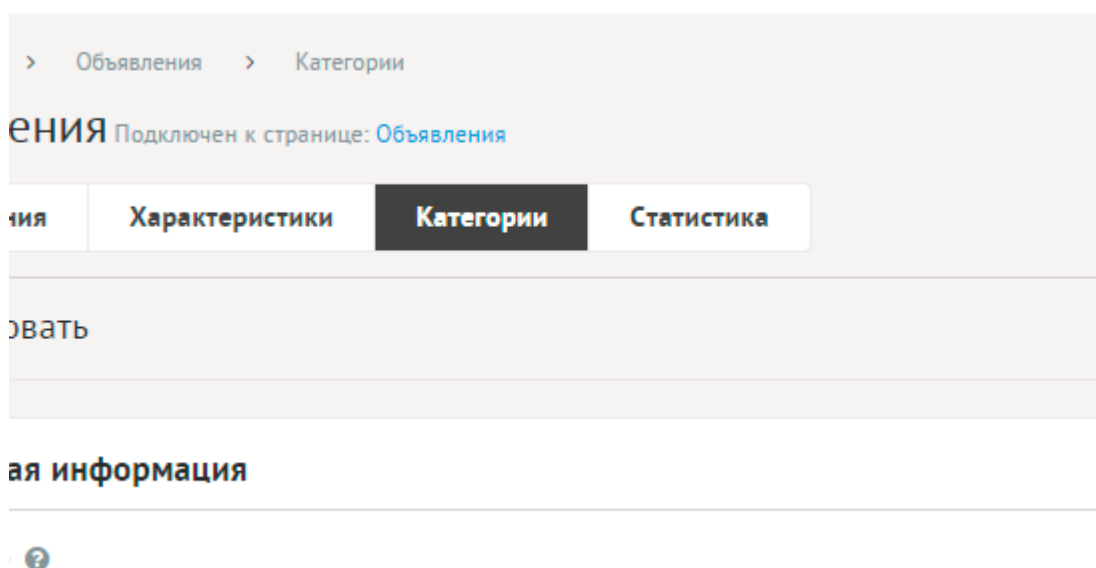 > Объявления > Категории
ения Подключен к странице: Объявления
ния Характеристики Категории Статистика
овать
ая информация
?